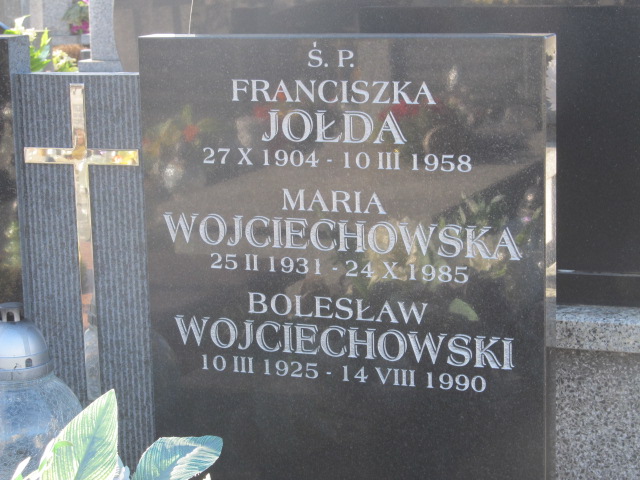 Ś. P.
FRANCISZKA
JOŁDA
27 X 1904 - 10 III 1958
MARIA
WOJCIECHOWSKA
25 II 1931 - 24 X 1985
BOLESŁAW
WOJCIECHOWSKI
10 III 1925 - 14 VIII 1990